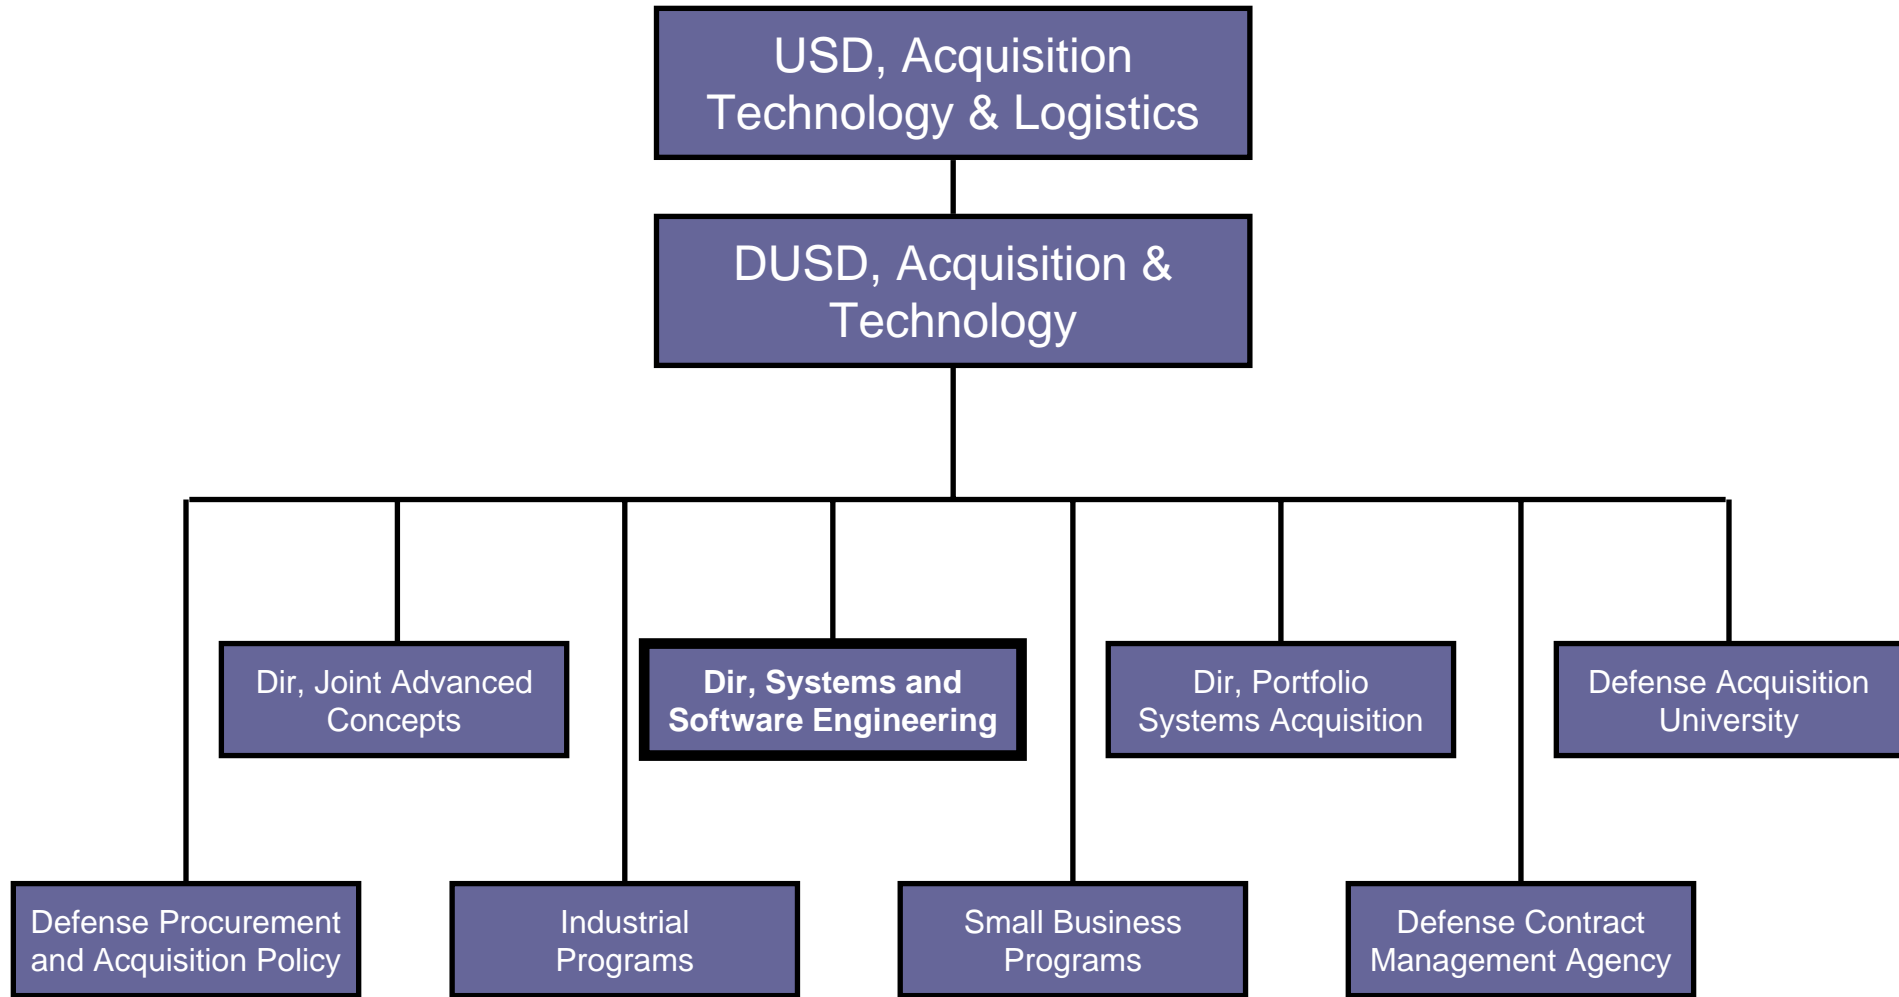 USD, Acquisition
Technology & Logistics
DUSD, Acquisition &
Technology
Dir, Joint Advanced
Concepts
Dir, Systems and
Software Engineering
Dir, Portfolio
Systems Acquisition
Defense Acquisition
University
Defense Procurement
and Acquisition Policy
Industrial
Programs
Small Business
Programs
Defense Contract
Management Agency